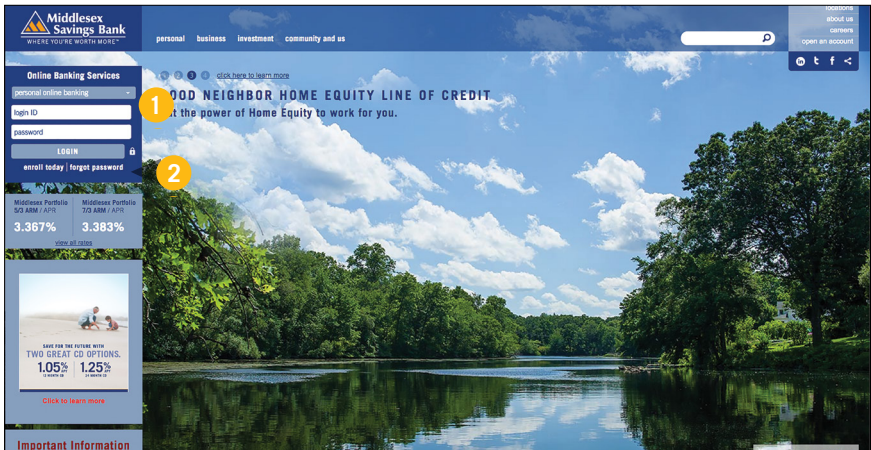 Middlesex
Savings Bank
WHERE YOU'RE WORTH MORE™
personal business investment community and us
locations
about us
careers
open an account
Online Banking Services
personal online banking
login ID
password
LOGIN
enroll today | forgot password
1
2
1 2 3 4 click here to learn more
OOD NEIGHBOR HOME EQUITY LINE OF CREDIT
t the power of Home Equity to work for you.
Middlesex Portfolio
5/3 ARM / APR
3.367%
Middlesex Portfolio
7/3 ARM / APR
3.383%
view all rates
SAVE FOR THE FUTURE WITH
TWO GREAT CD OPTIONS.
1.05% 1.25%
Click to learn more
Important Information